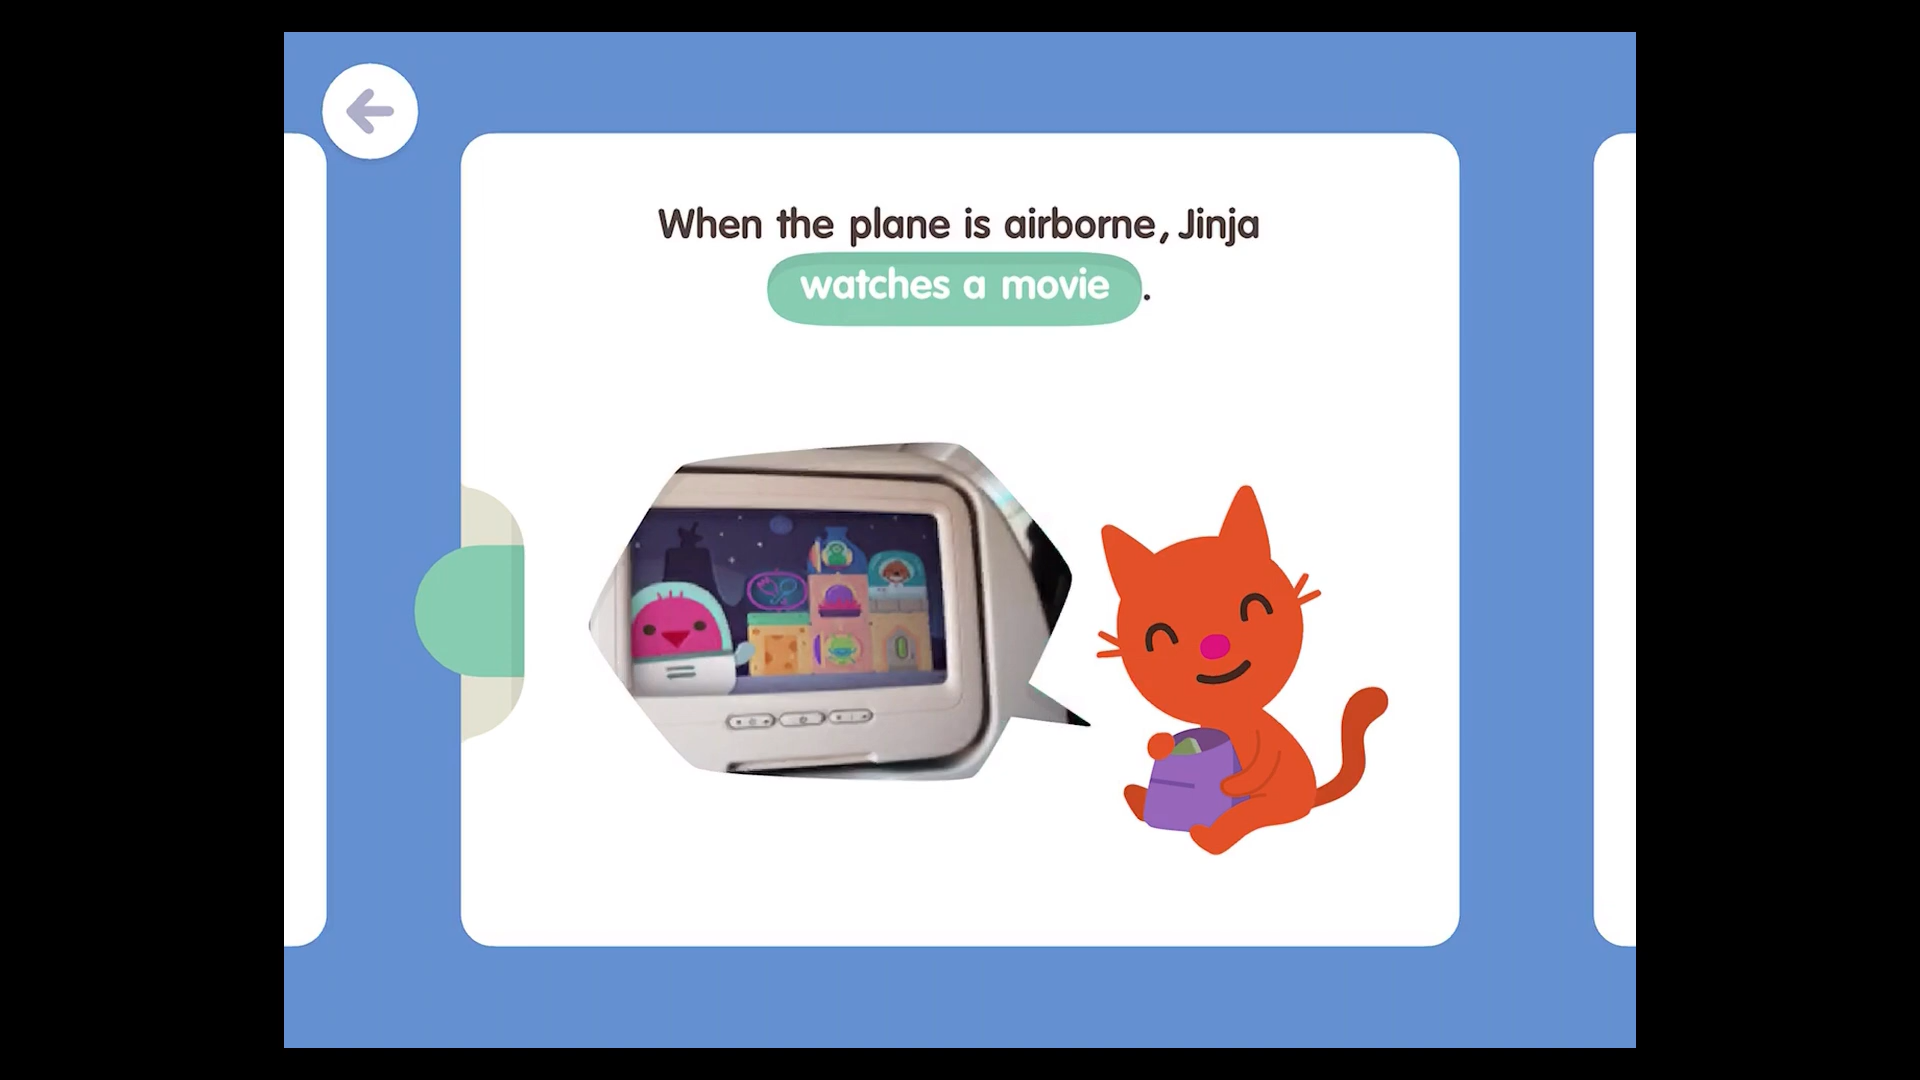 When the plane is airborne, Jinja
watches a movie.